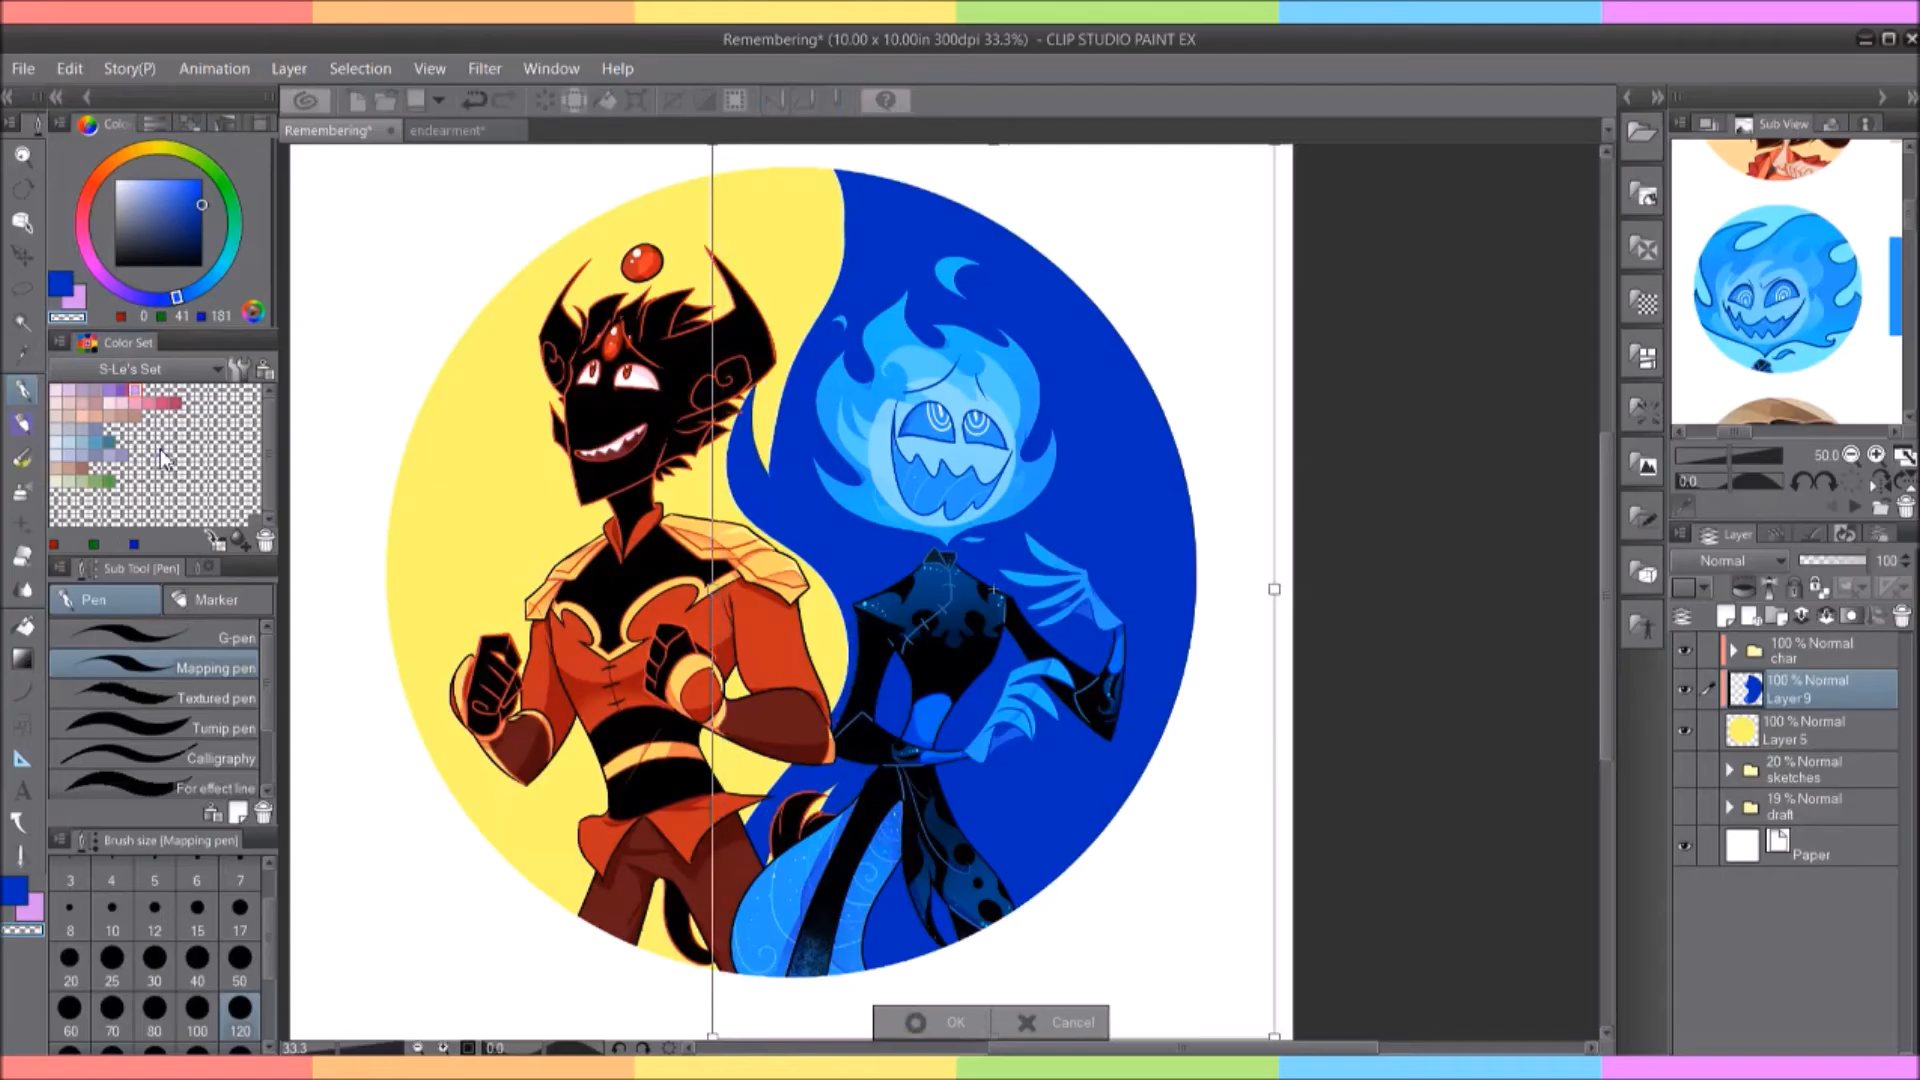 Remembering* (10.00 x 10.00in 300dpi 33.3%) - CLIP STUDIO PAINT EX
File Edit Story(P) Animation Layer Selection View Filter Window Help
Remembering* endearment*
Colo
0 41 181
Color Set
S-Le's Set
Sub Tool [Pen]
Pen Marker
G-pen
Mapping pen
Textured pen
Turnip pen
Calligraphy
For effect line
Brush size [Mapping pen]
3 4 5 6 7
8 10 12 15 17
20 25 30 40 50
60 70 80 100 120
OK Cancel
33.3 0.0
Sub View
50.0
0.0
Layer
Normal 100
100 % Normal
char
100 % Normal
Layer 9
100 % Normal
Layer 5
20 % Normal
sketches
19 % Normal
draft
Paper